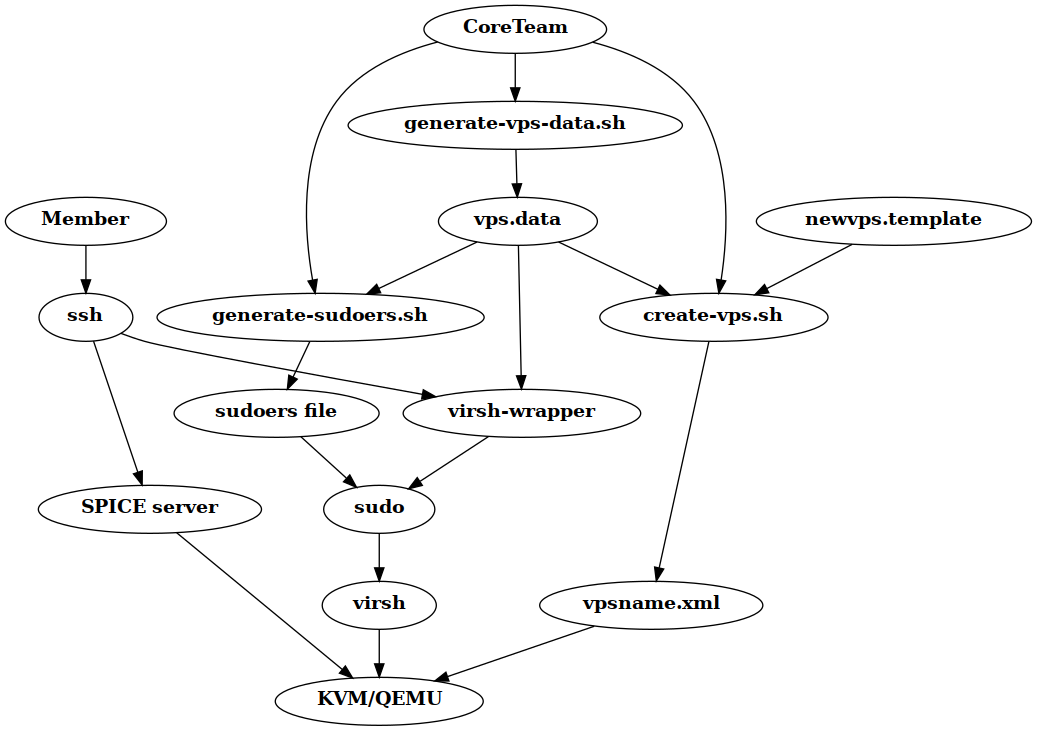 CoreTeam
generate-vps-data.sh
Member
vps.data
newvps.template
ssh
generate-sudoers.sh
create-vps.sh
sudoers file
virsh-wrapper
SPICE server
sudo
virsh
vpsname.xml
KVM/QEMU